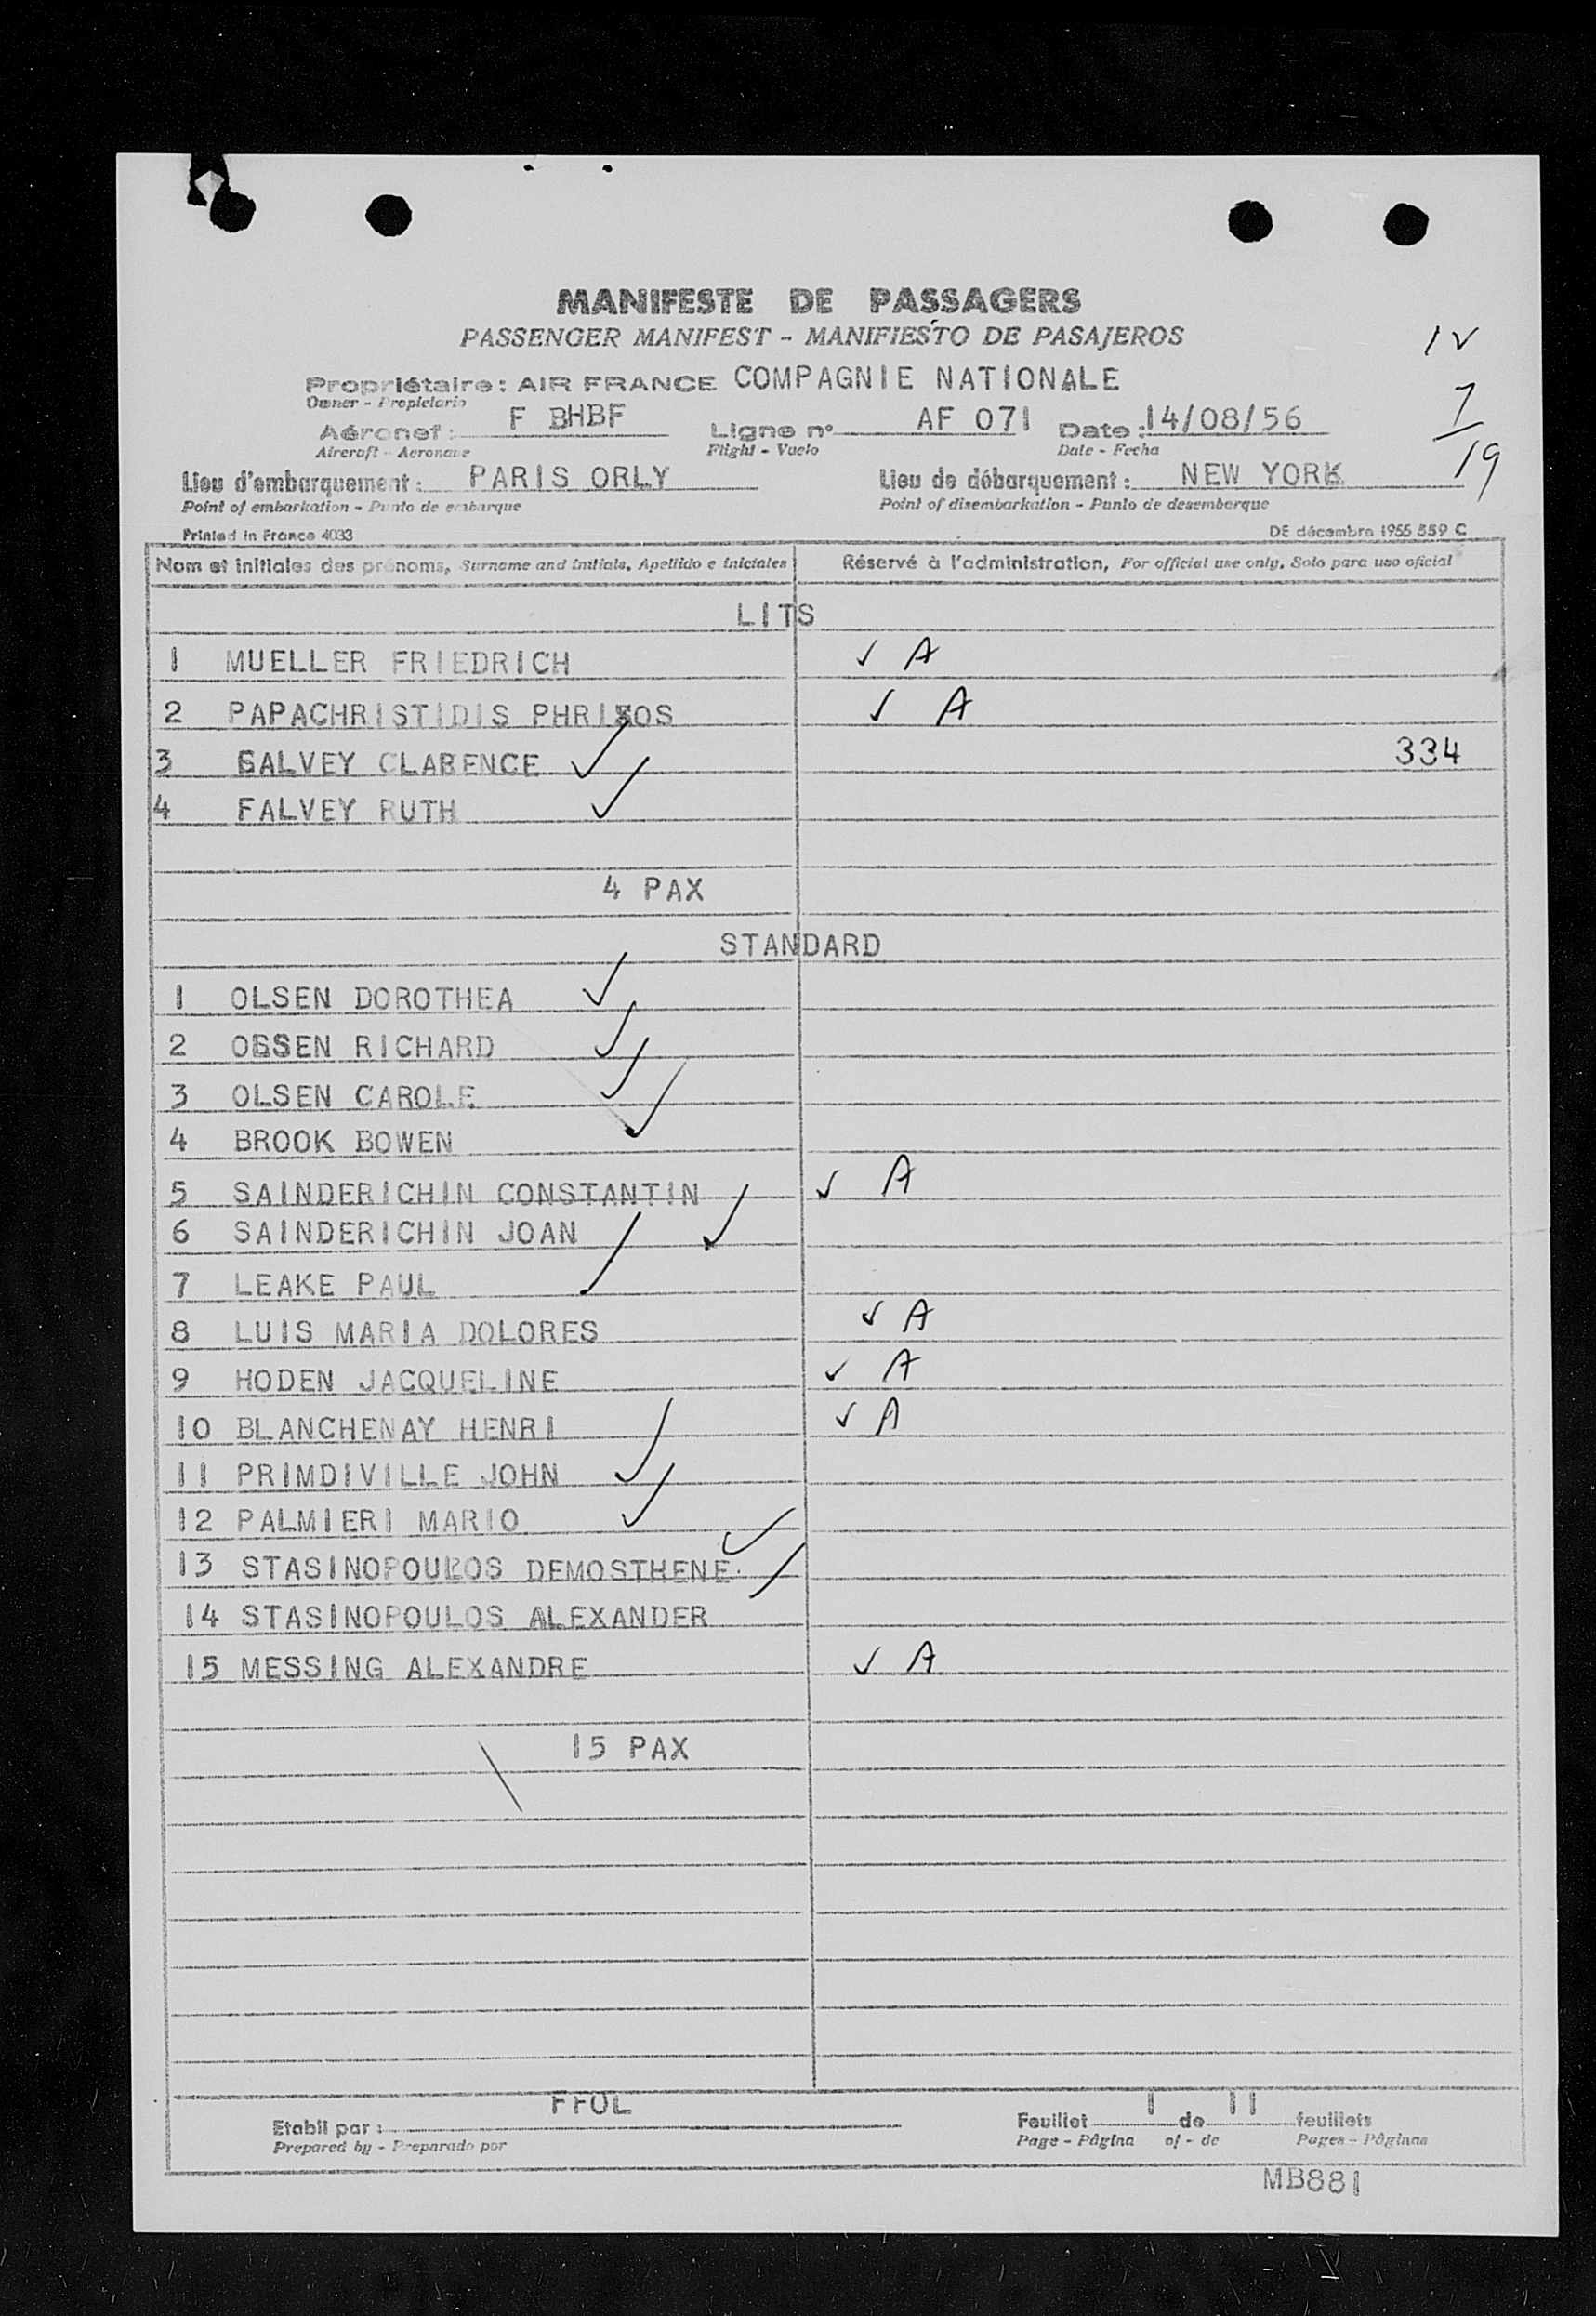 MANIFESTE DE PASSAGERS
PASSENGER MANIFEST - MANIFIESTO DE PASAJEROS
IV
Propriétaire : AIR FRANCE COMPAGNIE NATIONALE
Owner - Propietario
Aéronef : F BHBF Ligne n° AF 071 Date : 14/08/56
Aircraft - Aeronave Flight - Vuelo Date - Fecha
19
Lieu d'embarquement : PARIS ORLY Lieu de débarquement : NEW YORK
Point of embarkation - Punto de embarque Point of disembarkation - Punto de desembarque
Printed in France 4033 DE décembre 1955 559 C
Nom et initiales des prénoms, Surname and initials, Apellido e iniciales Réservé à l'administration, For official use only, Solo para uso oficial
LITS
1 MUELLER FRIEDRICH ✓ A
2 PAPACHRISTIDIS PHRIXOS ✓ A
3 GALVEY CLARENCE ✓ 334
4 FALVEY RUTH ✓
4 PAX
STANDARD
1 OLSEN DOROTHEA ✓
2 OLSEN RICHARD ✓
3 OLSEN CAROLE ✓
4 BROOK BOWEN ✓
5 SAINDERICHIN CONSTANTIN ✓ A
6 SAINDERICHIN JOAN ✓
7 LEAKE PAUL ✓
8 LUIS MARIA DOLORES ✓ A
9 HODEN JACQUELINE ✓ A
10 BLANCHENAY HENRI ✓ A
11 PRIMDIVILLE JOHN ✓
12 PALMIERI MARIO ✓
13 STASINOPOULOS DEMOSTHENE ✓
14 STASINOPOULOS ALEXANDER ✓
15 MESSING ALEXANDRE ✓ A
15 PAX
Etabli par : FFOL Feuillet 1 de 11 feuillets
Prepared by - Preparado por Page - Página of - de Pages - Páginas
MB881